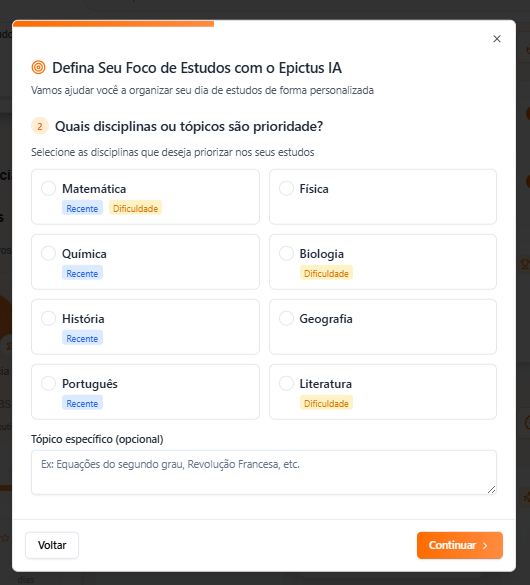 Defina Seu Foco de Estudos com o Epictus IA
Vamos ajudar você a organizar seu dia de estudos de forma personalizada
2 Quais disciplinas ou tópicos são prioridade?
Selecione as disciplinas que deseja priorizar nos seus estudos
Matemática
Recente Dificuldade
Física
Química
Recente
Biologia
Dificuldade
História
Recente
Geografia
Português
Recente
Literatura
Dificuldade
Tópico específico (opcional)
Ex: Equações do segundo grau, Revolução Francesa, etc.
Voltar
Continuar
dias